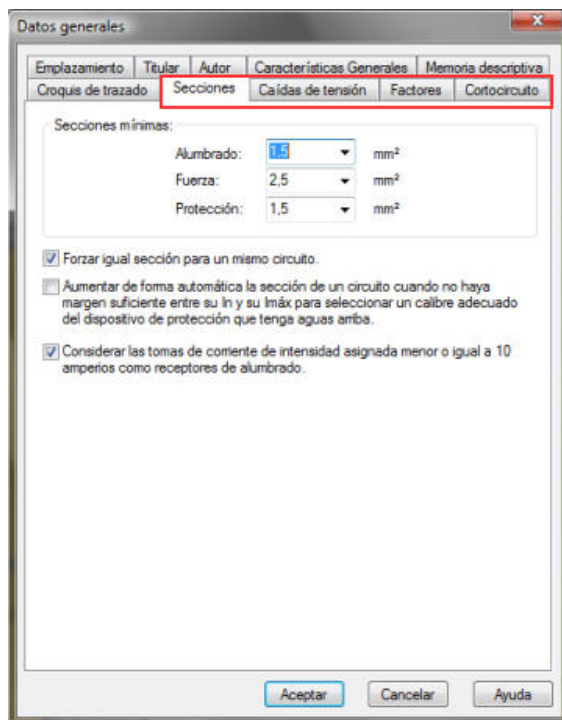 Datos generales
Emplazamiento Titular Autor Características Generales Memoria descriptiva
Croquis de trazado Secciones Caídas de tensión Factores Cortocircuito
Secciones mínimas:
Alumbrado: 1,5 mm²
Fuerza: 2,5 mm²
Protección: 1,5 mm²
Forzar igual sección para un mismo circuito.
Aumentar de forma automática la sección de un circuito cuando no haya
margen suficiente entre su In y su Imáx para seleccionar un calibre adecuado
del dispositivo de protección que tenga aguas arriba.
Considerar las tomas de corriente de intensidad asignada menor o igual a 10
amperios como receptores de alumbrado.
Aceptar Cancelar Ayuda